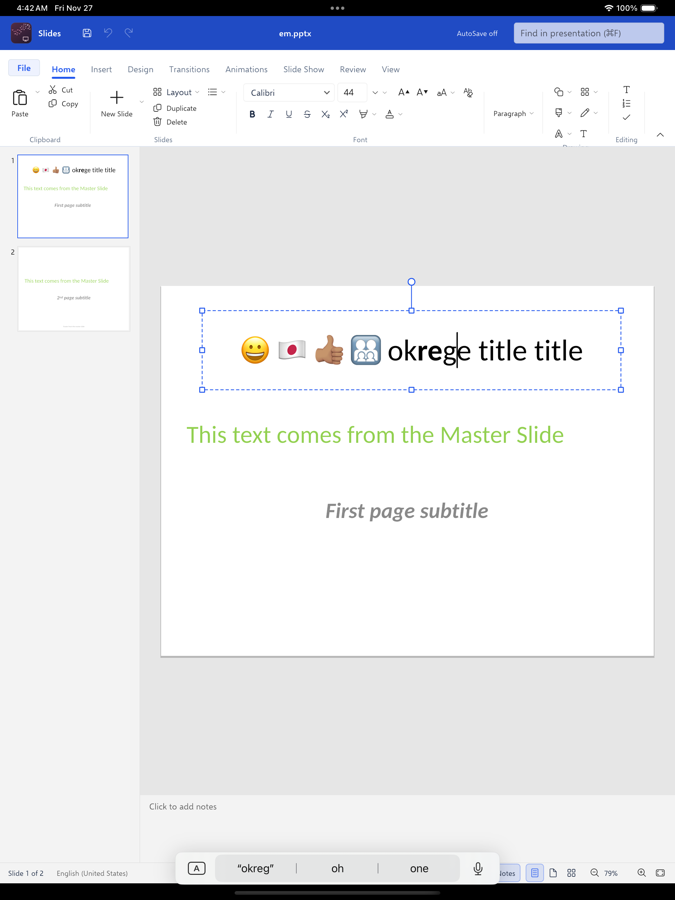 4:42 AM Fri Nov 27
100%
Slides
em.pptx
AutoSave off
Find in presentation (⌘F)
File
Home
Insert
Design
Transitions
Animations
Slide Show
Review
View
Paste
Cut
Copy
Clipboard
New Slide
Layout
Duplicate
Delete
Slides
Calibri
44
B I U S X₂ X²
Font
Paragraph
Editing
1
😀 🇯🇵 👍🏽 okrege title title
This text comes from the Master Slide
First page subtitle
2
This text comes from the Master Slide
2nd page subtitle
😀 🇯🇵 👍🏽 okrege title title
This text comes from the Master Slide
First page subtitle
Click to add notes
Slide 1 of 2
English (United States)
A
"okreg"
oh
one
79%